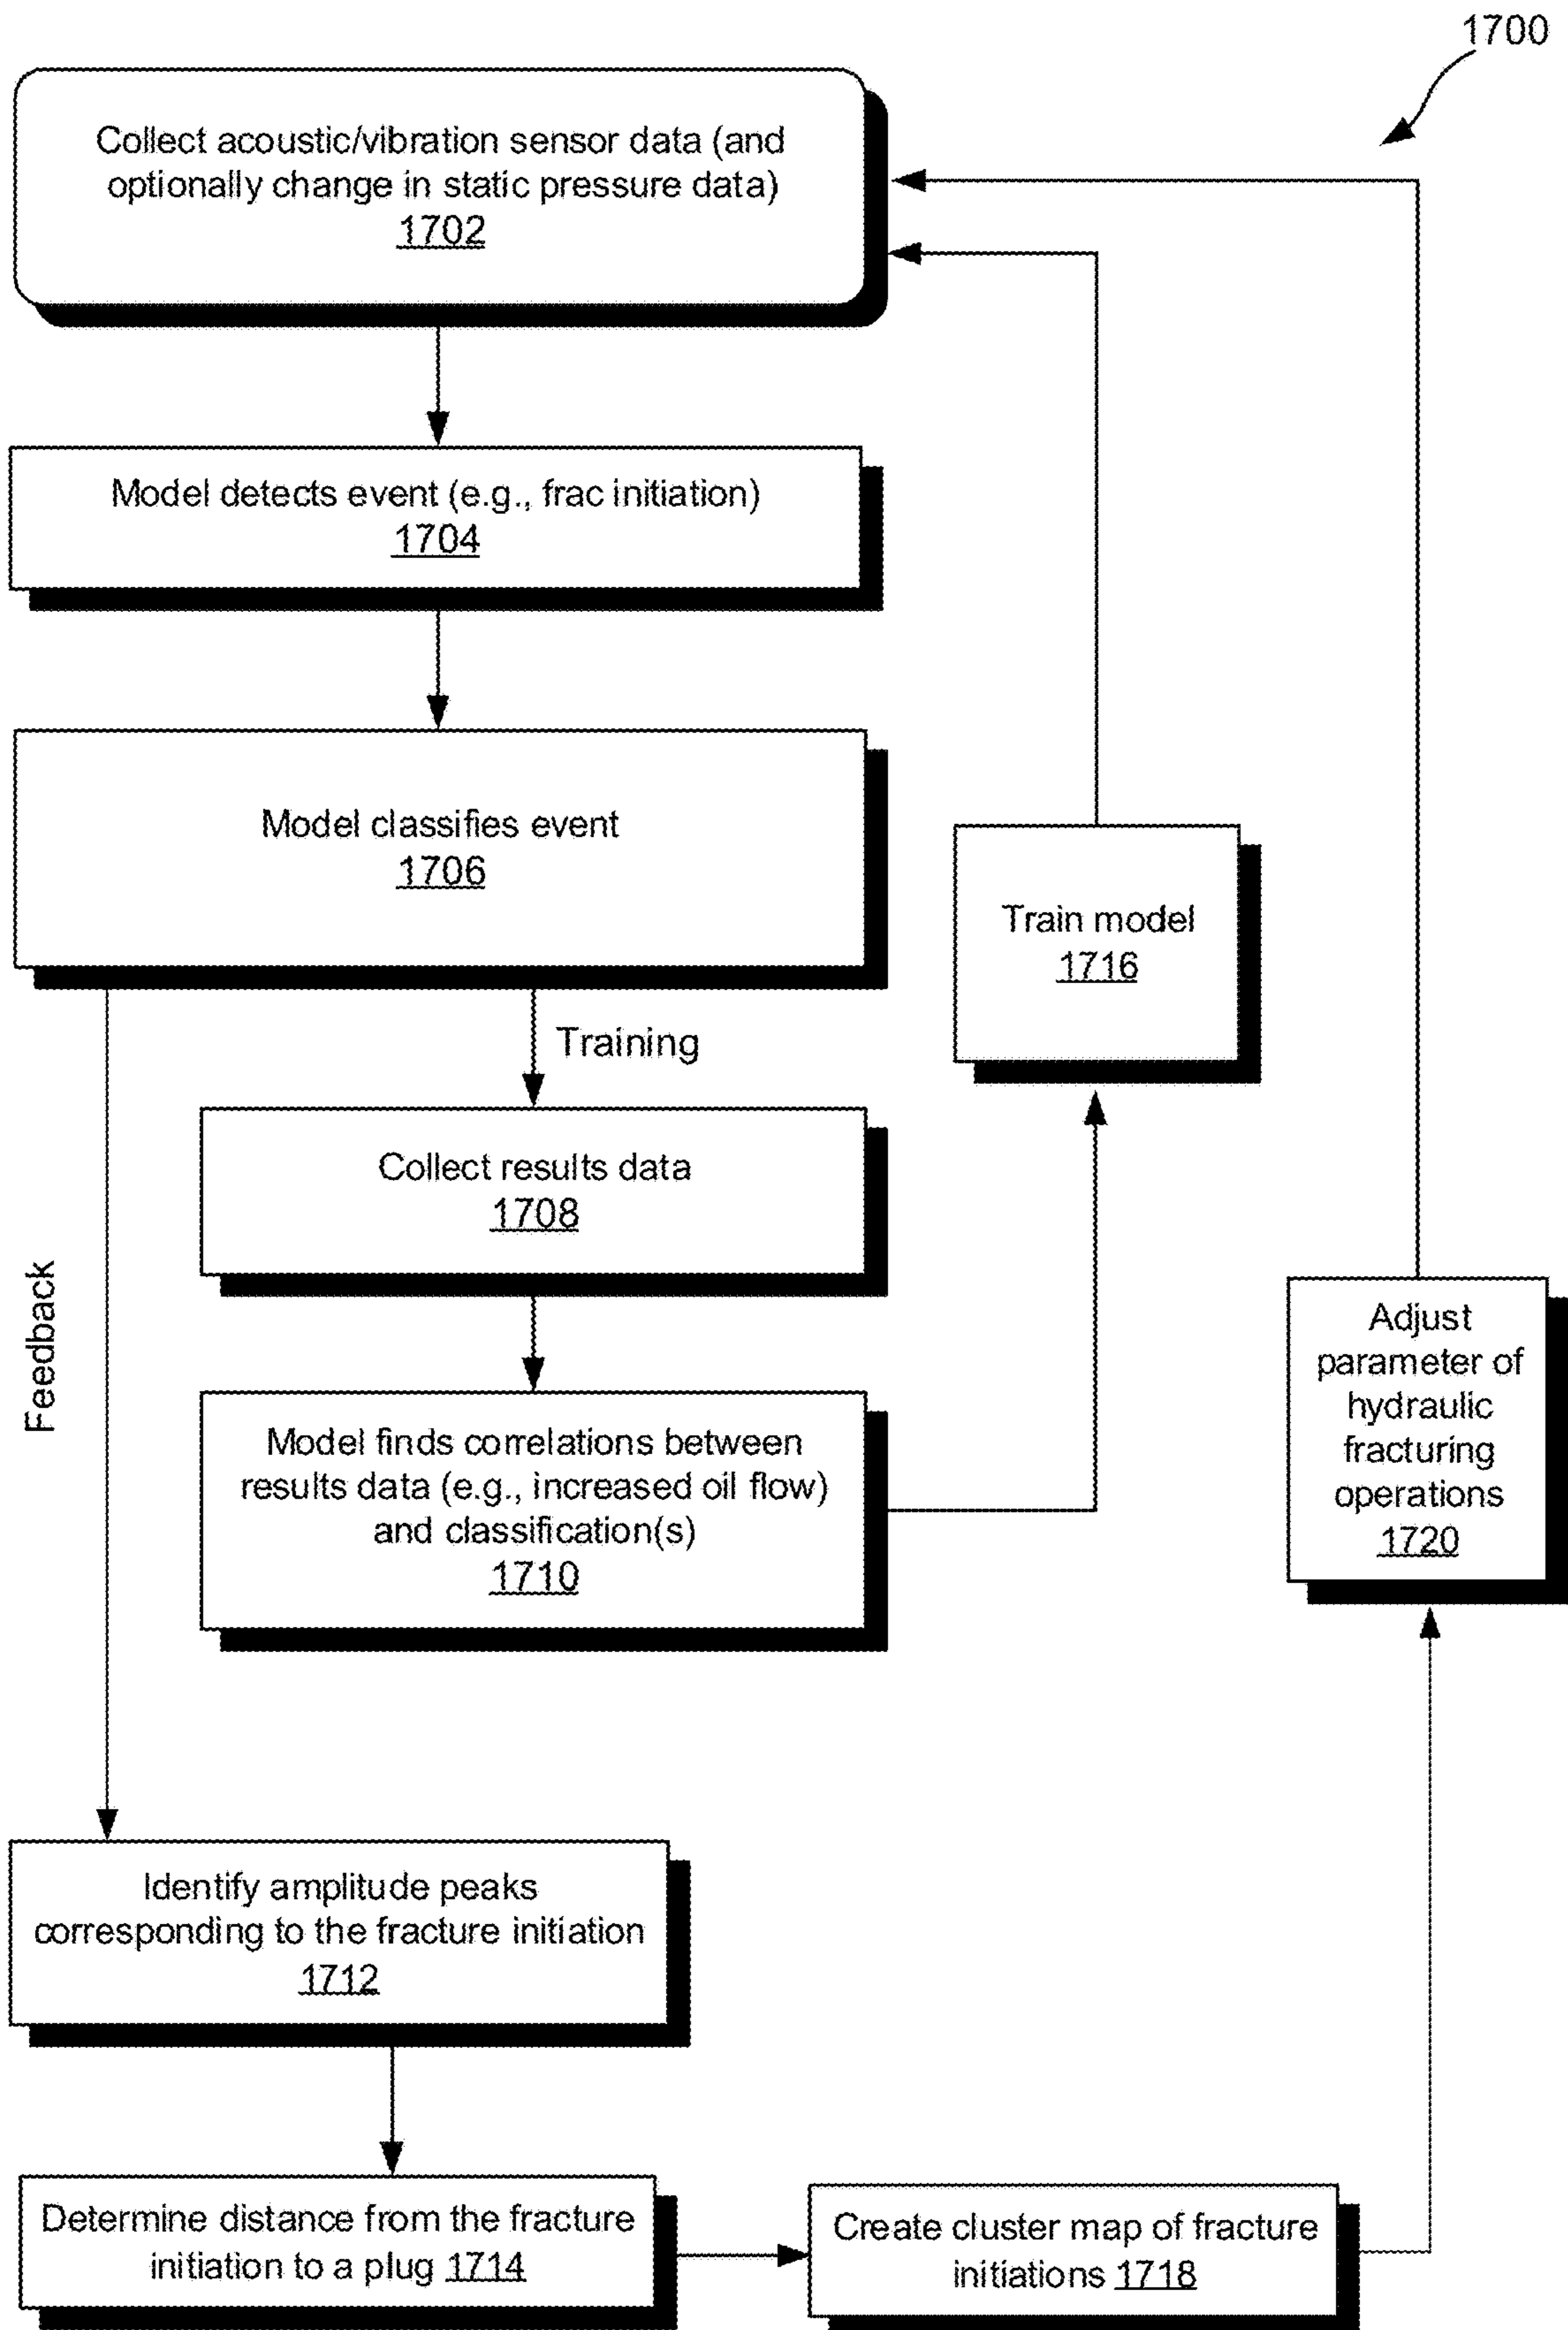 1700
Collect acoustic/vibration sensor data (and
optionally change in static pressure data)
1702
Model detects event (e.g., frac initiation)
1704
Model classifies event
1706
Train model
1716
Training
Collect results data
1708
Feedback
Adjust
parameter of
hydraulic
fracturing
operations
1720
Model finds correlations between
results data (e.g., increased oil flow)
and classification(s)
1710
Identify amplitude peaks
corresponding to the fracture initiation
1712
Determine distance from the fracture
initiation to a plug 1714
Create cluster map of fracture
initiations 1718